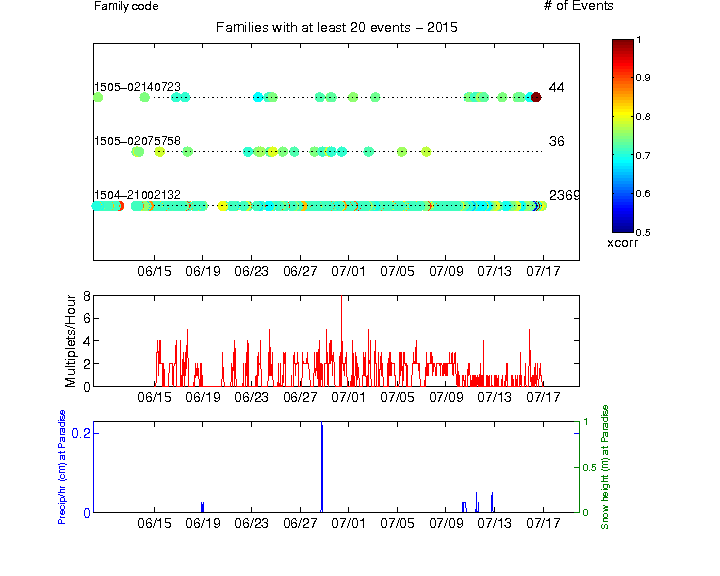 Family code
# of Events
Families with at least 20 events – 2015
1505–02140723
44
1505–02075758
36
1504–21002132
2369
1
0.9
0.8
0.7
0.6
0.5
xcorr
06/15 06/19 06/23 06/27 07/01 07/05 07/09 07/13 07/17
Multiplets/Hour
8
6
4
2
0
06/15 06/19 06/23 06/27 07/01 07/05 07/09 07/13 07/17
Precip/hr (cm) at Paradise
0.2
0
1
0.5
0
Snow height (m) at Paradise
06/15 06/19 06/23 06/27 07/01 07/05 07/09 07/13 07/17